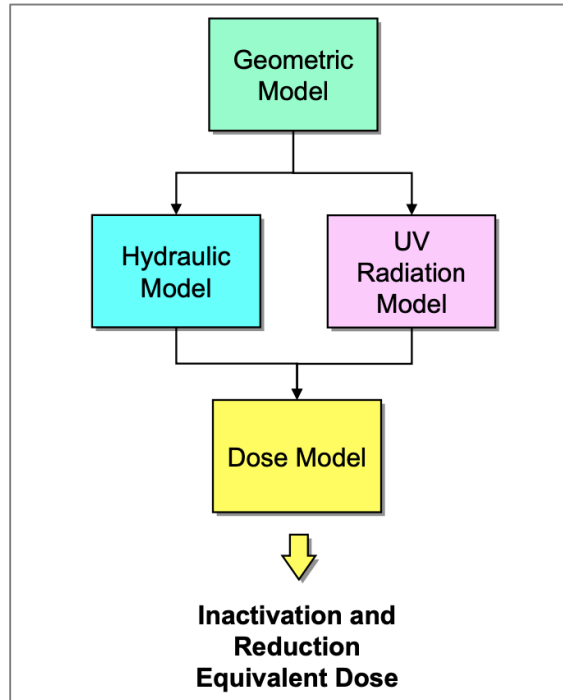 Geometric
Model
Hydraulic
Model
UV
Radiation
Model
Dose Model
Inactivation and
Reduction
Equivalent Dose